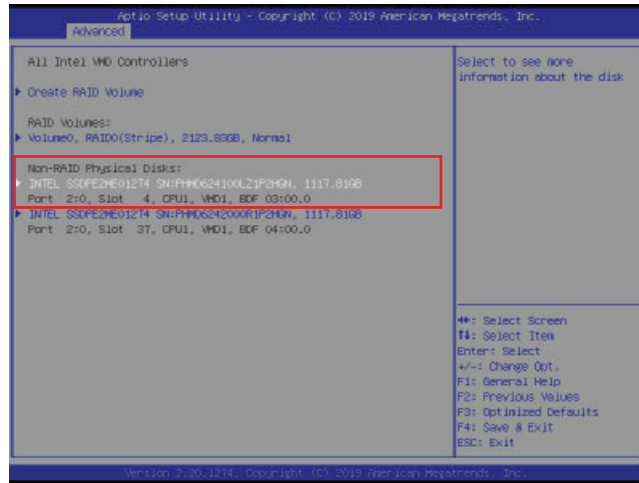 Aptio Setup Utility - Copyright (C) 2019 American Megatrends, Inc.
Advanced
All Intel VMD Controllers
Create RAID Volume
RAID Volumes:
Volume0, RAID0(Stripe), 2123.83GB, Normal
Non-RAID Physical Disks:
INTEL SSDPE2ME012T4 SN:PHMD624100LZ1P2HGN, 1117.81GB
Port 2:0, Slot 4, CPU1, VMD1, BDF 03:00.0
INTEL SSDPE2ME012T4 SN:PHMD6242000R1P2HGN, 1117.81GB
Port 2:0, Slot 37, CPU1, VMD1, BDF 04:00.0
Select to see more
information about the disk
: Select Screen
: Select Item
Enter: Select
+/-: Change Opt.
F1: General Help
F2: Previous Values
F3: Optimized Defaults
F4: Save & Exit
ESC: Exit
Version 2.20.1274. Copyright (C) 2019 American Megatrends, Inc.